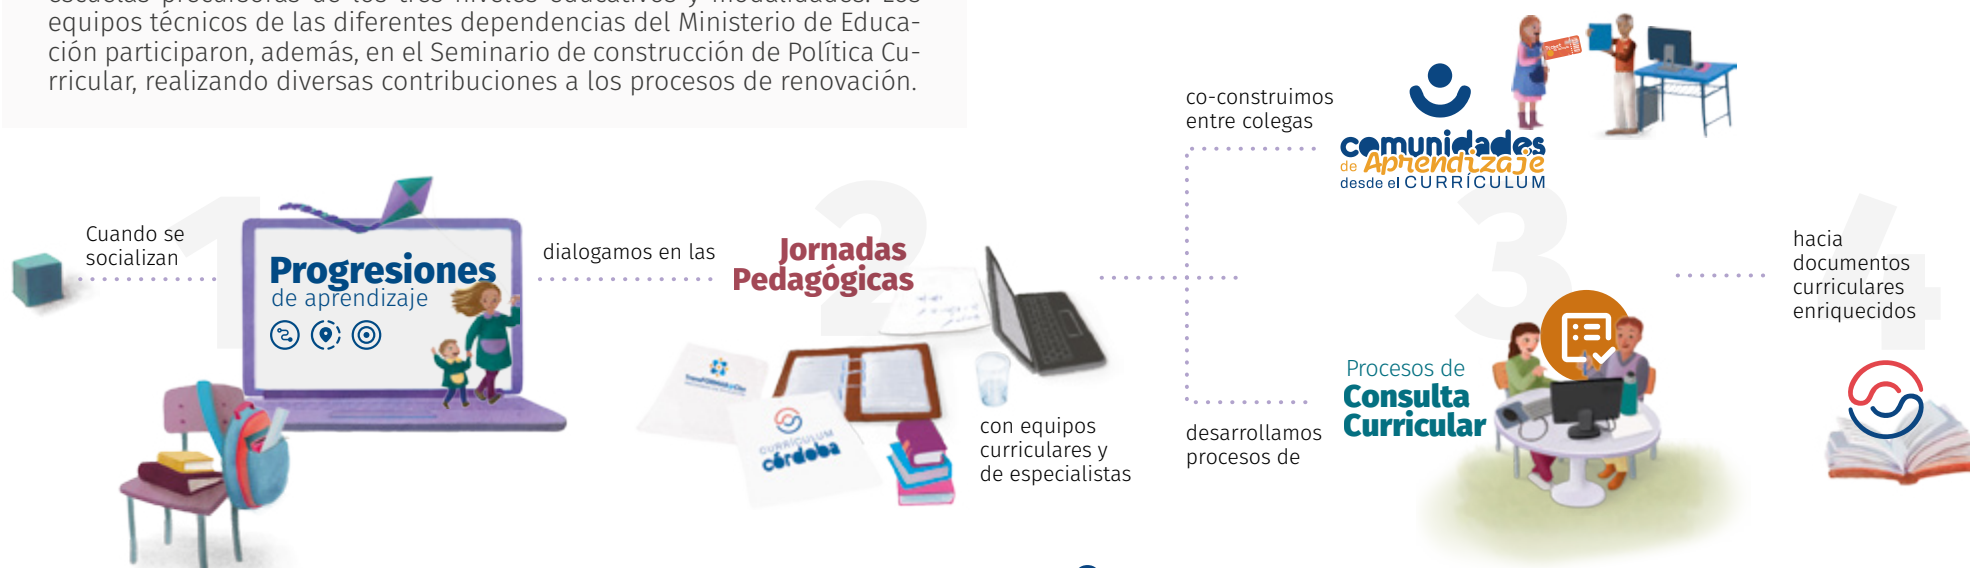 escuelas precursoras de los tres niveles educativos y modalidades. Los
equipos técnicos de las diferentes dependencias del Ministerio de Educa-
ción participaron, además, en el Seminario de construcción de Política Cu-
rricular, realizando diversas contribuciones a los procesos de renovación.
1
Cuando se
socializan
Progresiones
de aprendizaje
dialogamos en las
2
Jornadas
Pedagógicas
CURRÍCULUM
córdoba
con equipos
curriculares y
de especialistas
3
co-construimos
entre colegas
comunidades
de Aprendizaje
desde el CURRÍCULUM
desarrollamos
procesos de
Procesos de
Consulta
Curricular
4
hacia
documentos
curriculares
enriquecidos